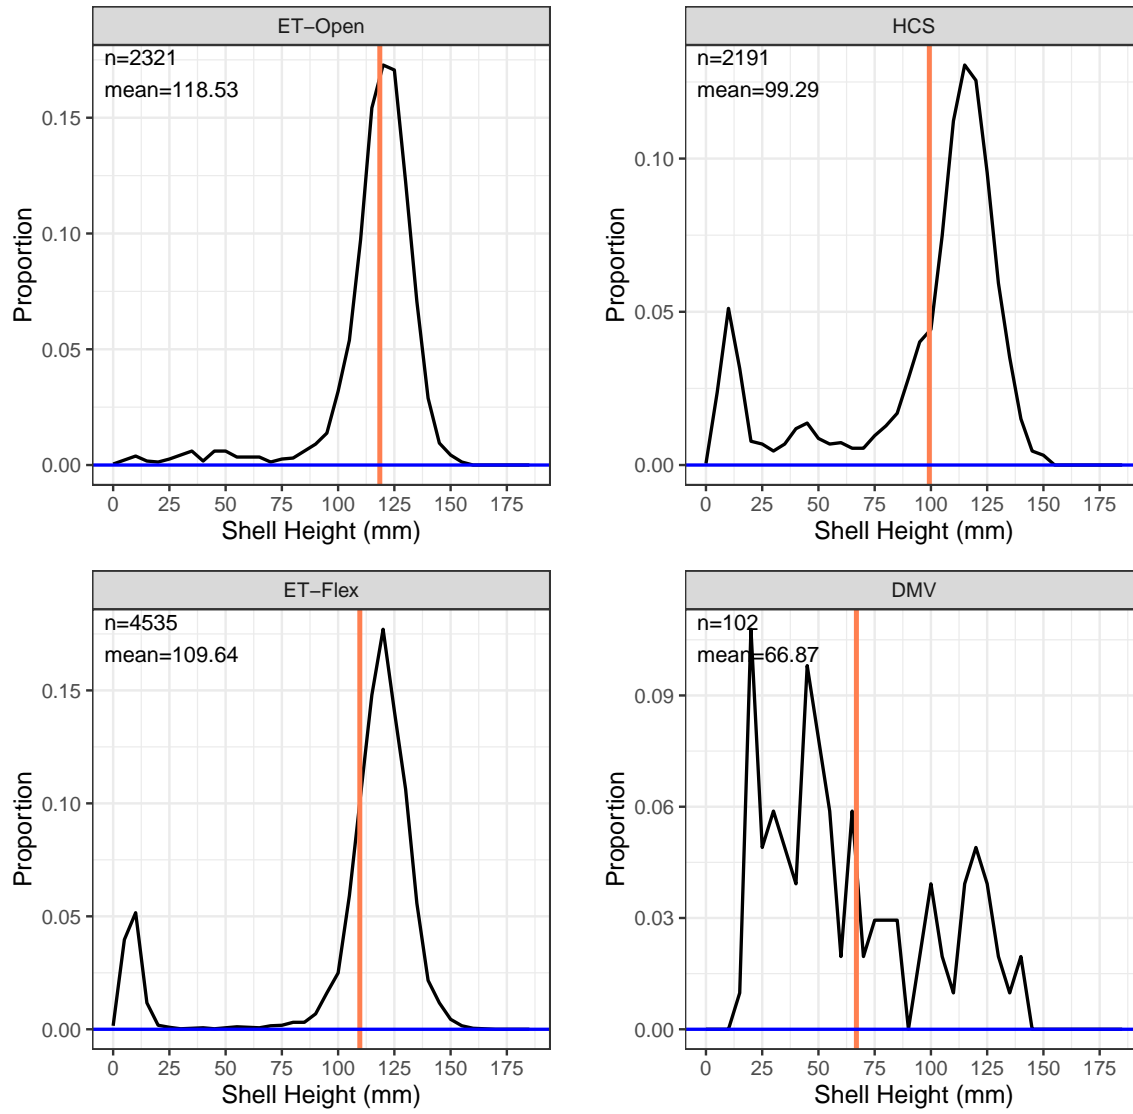 ET−Open
n=2321
mean=118.53
0.15
0.10
0.05
0.00
Proportion
0 25 50 75 100 125 150 175
Shell Height (mm)
HCS
n=2191
mean=99.29
0.10
0.05
0.00
Proportion
0 25 50 75 100 125 150 175
Shell Height (mm)
ET−Flex
n=4535
mean=109.64
0.15
0.10
0.05
0.00
Proportion
0 25 50 75 100 125 150 175
Shell Height (mm)
DMV
n=102
mean=66.87
0.09
0.06
0.03
0.00
Proportion
0 25 50 75 100 125 150 175
Shell Height (mm)